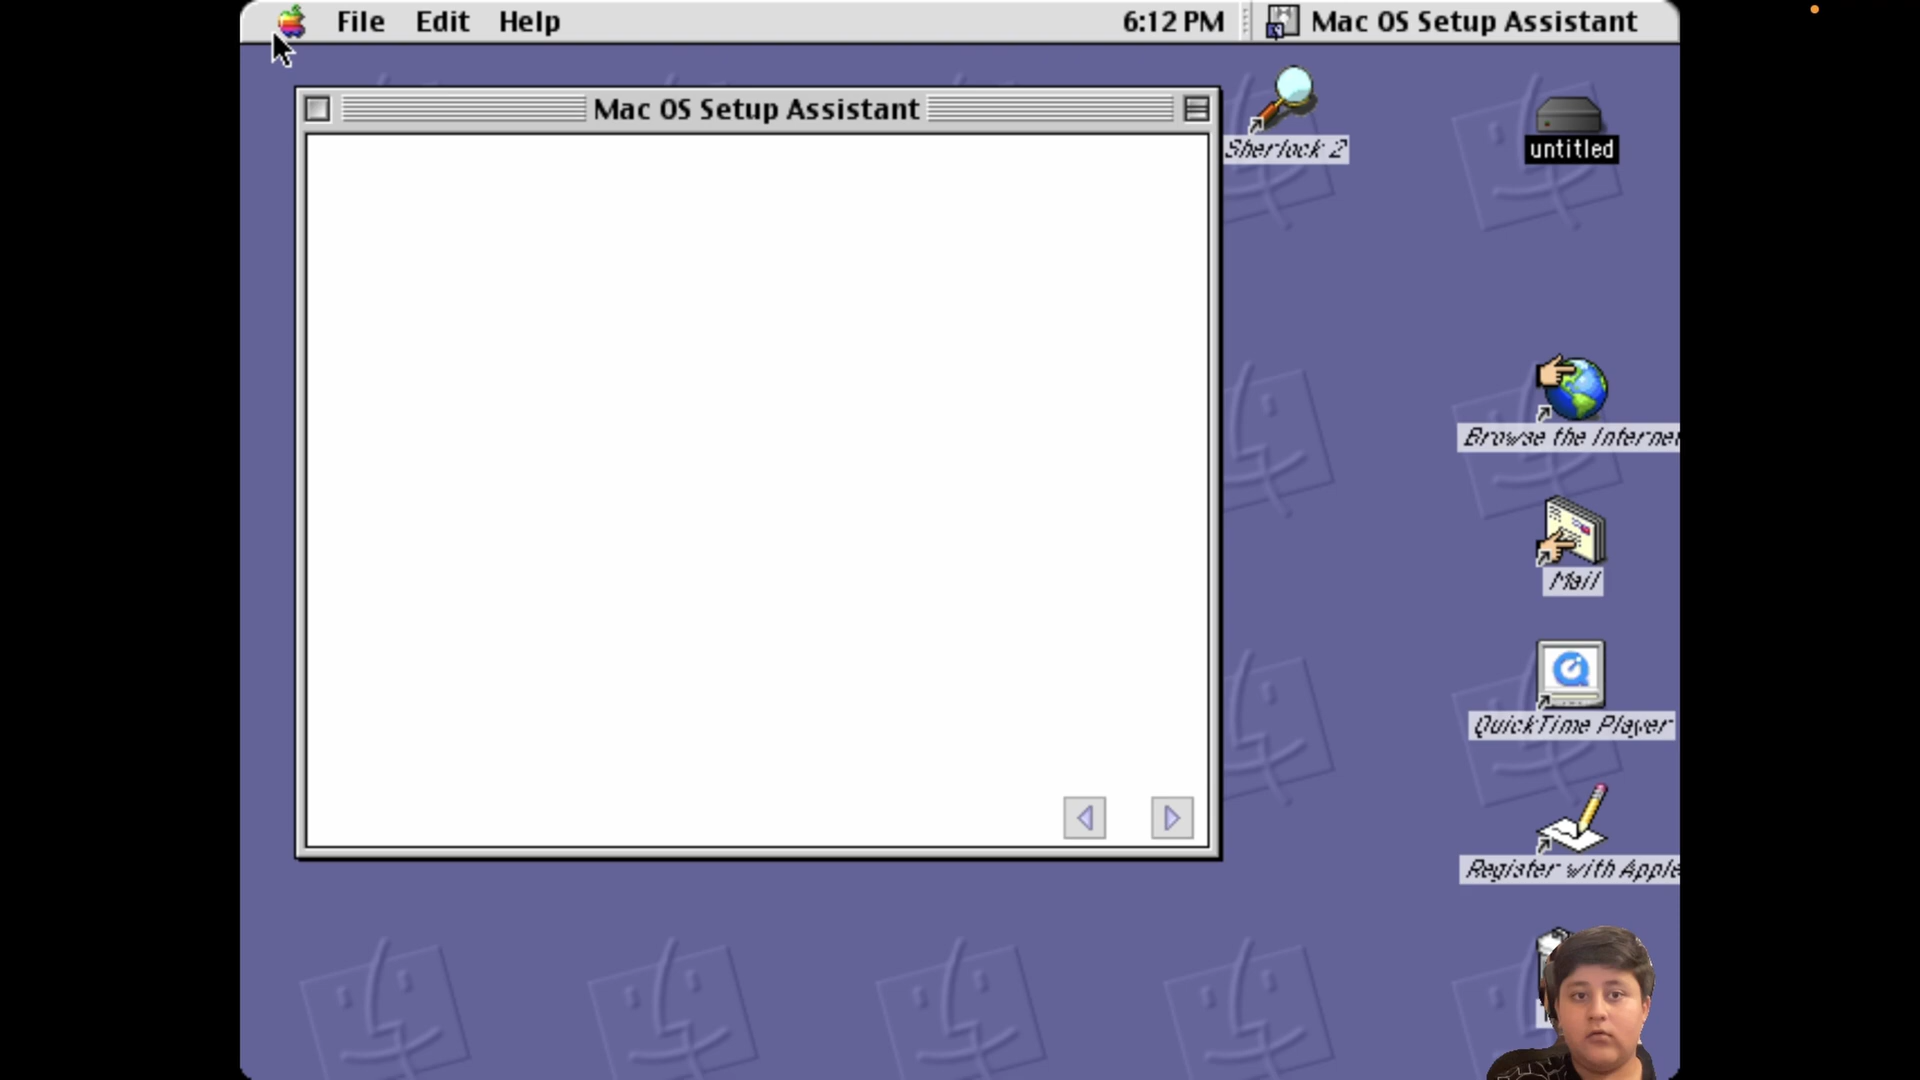 File Edit Help 6:12 PM Mac OS Setup Assistant
Mac OS Setup Assistant
Sherlock 2
untitled
Browse the Internet
Mail
QuickTime Player
Register with Apple